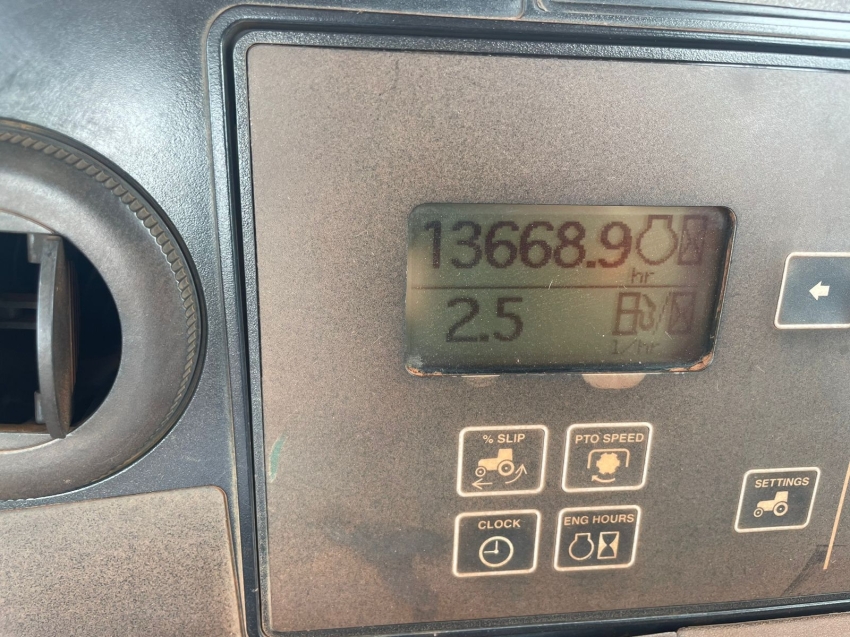 13668.9
hr
2.5
l/hr
% SLIP
PTO SPEED
CLOCK
ENG HOURS
SETTINGS